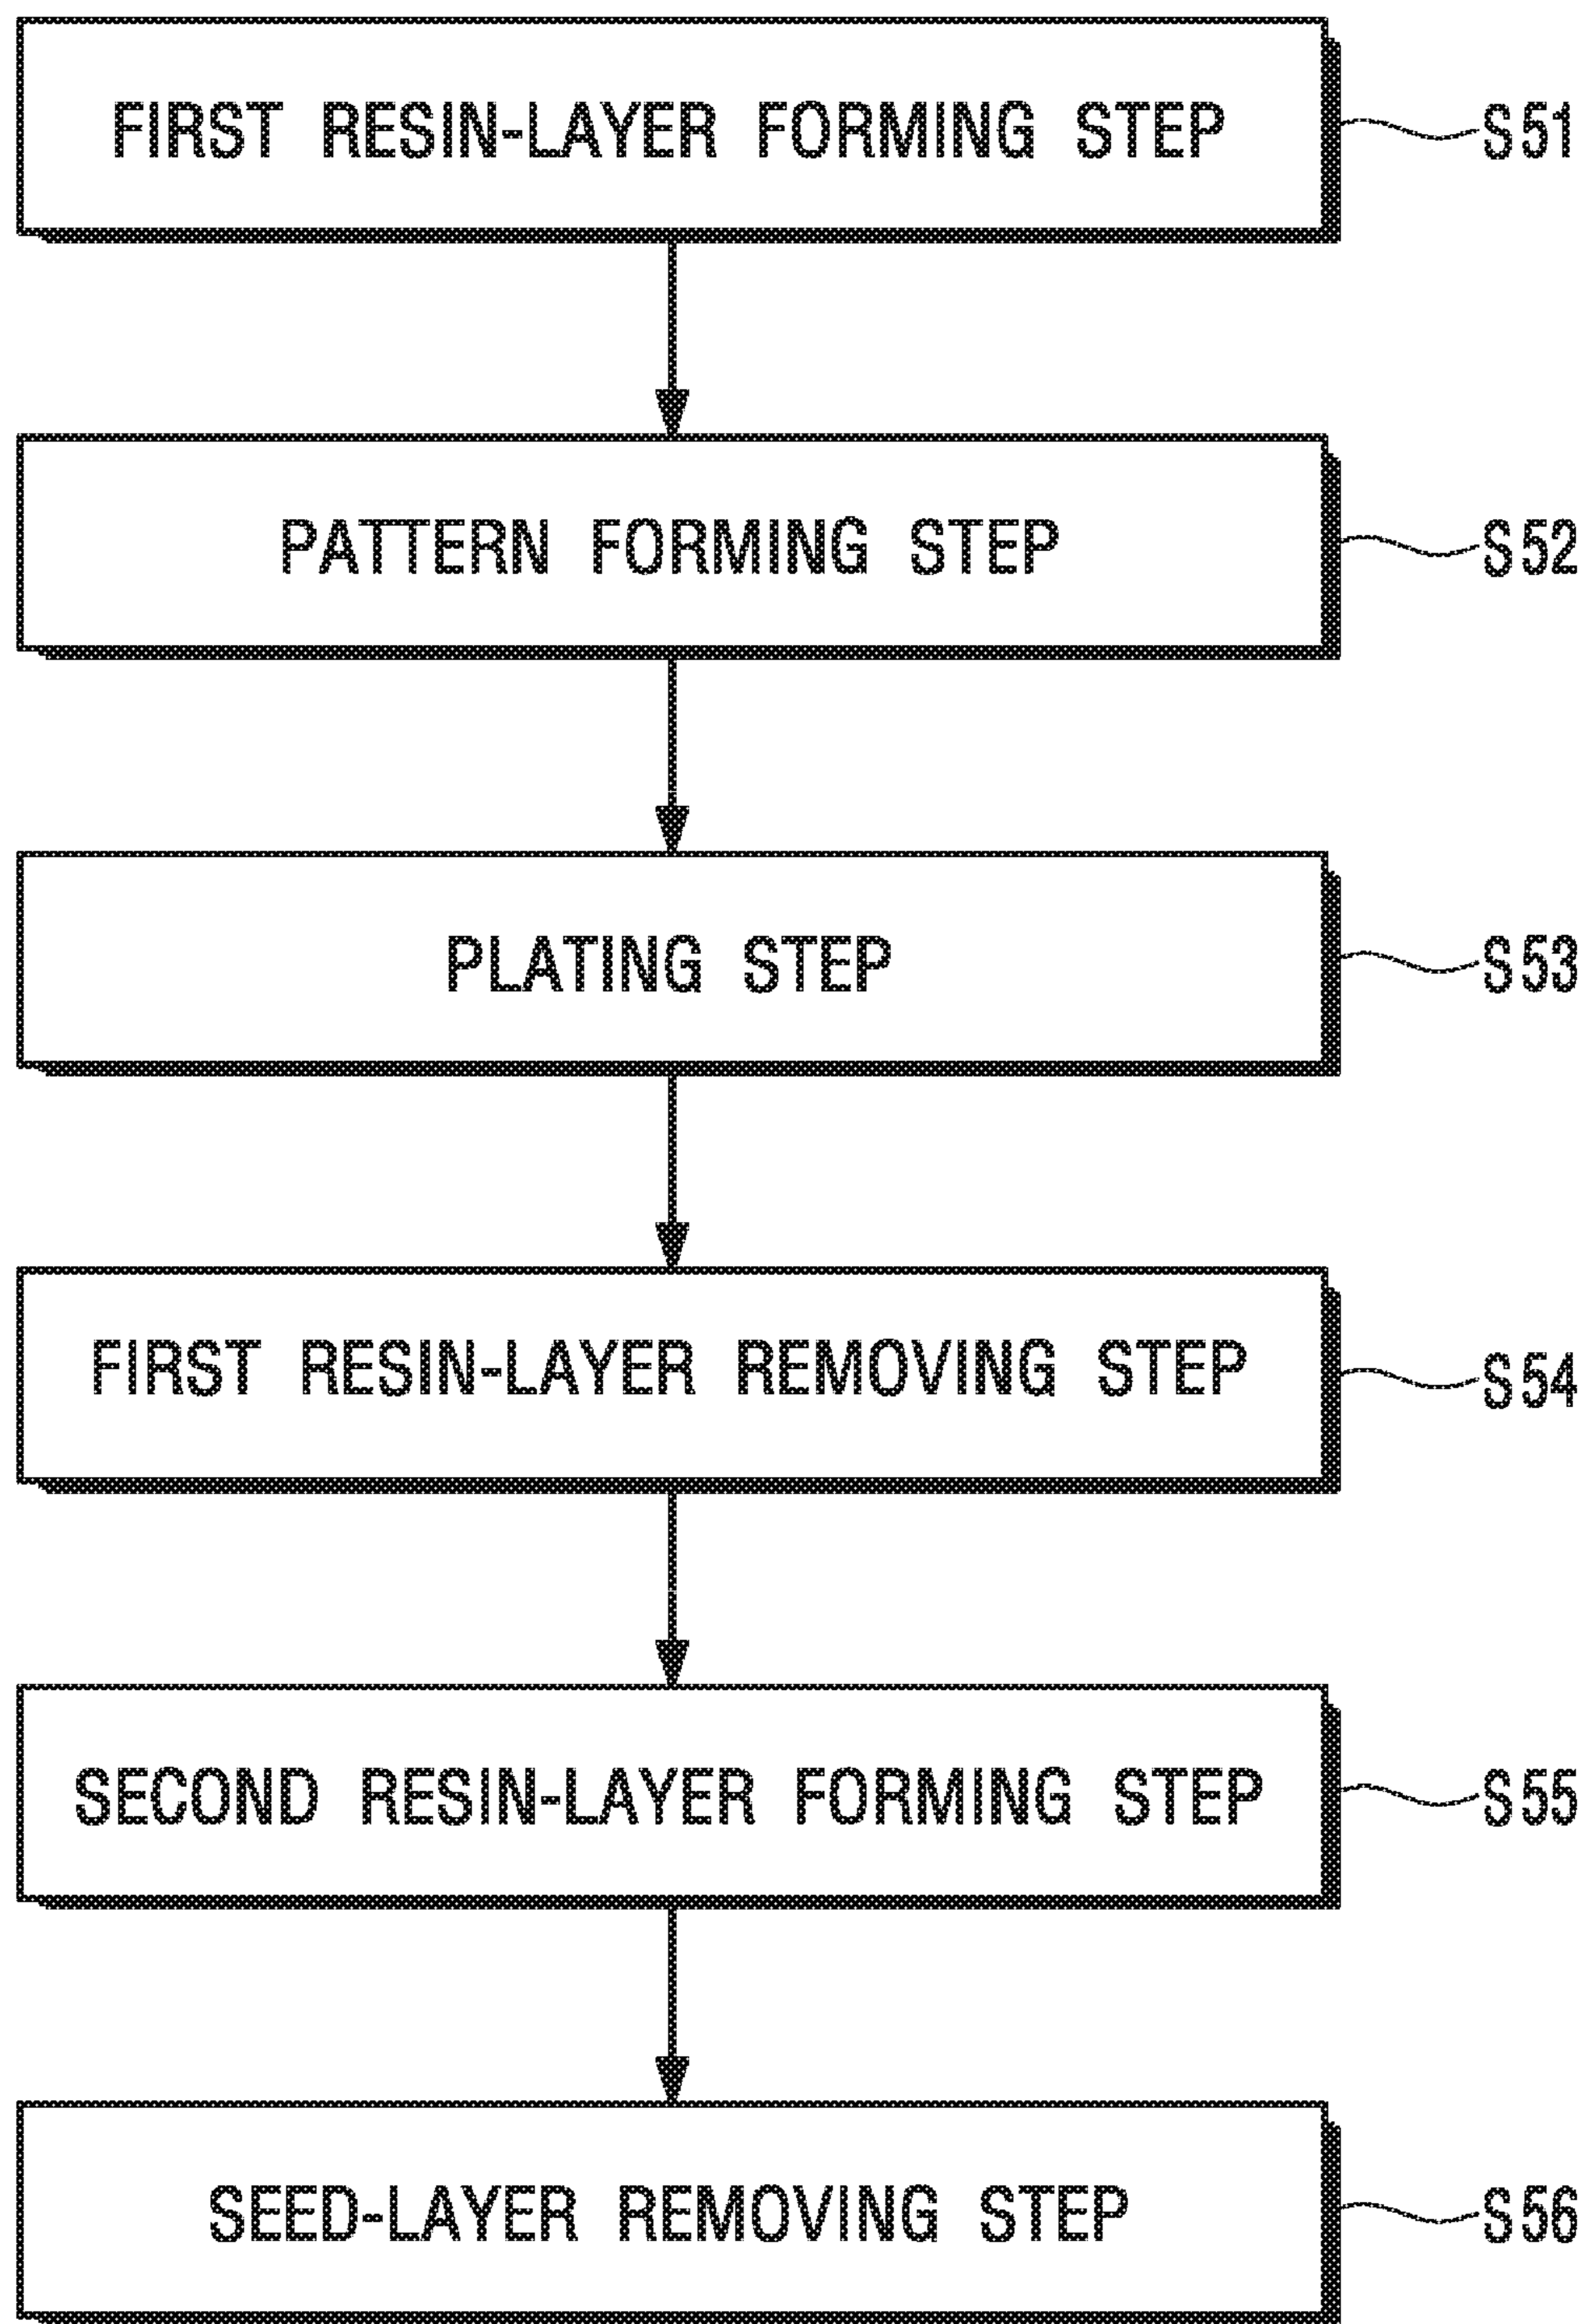 FIRST RESIN-LAYER FORMING STEP S51
PATTERN FORMING STEP S52
PLATING STEP S53
FIRST RESIN-LAYER REMOVING STEP S54
SECOND RESIN-LAYER FORMING STEP S55
SEED-LAYER REMOVING STEP S56